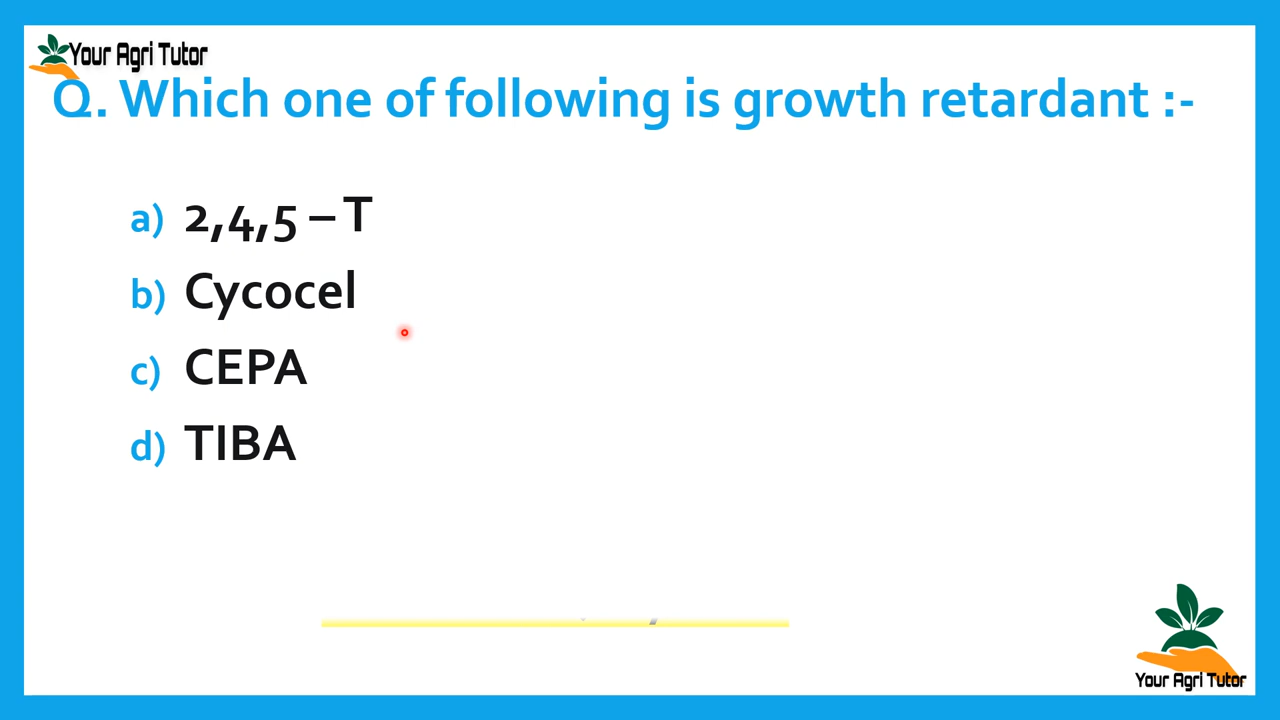 Your Agri Tutor
Q. Which one of following is growth retardant :-
a) 2,4,5 – T
b) Cycocel
c) CEPA
d) TIBA
Your Agri Tutor